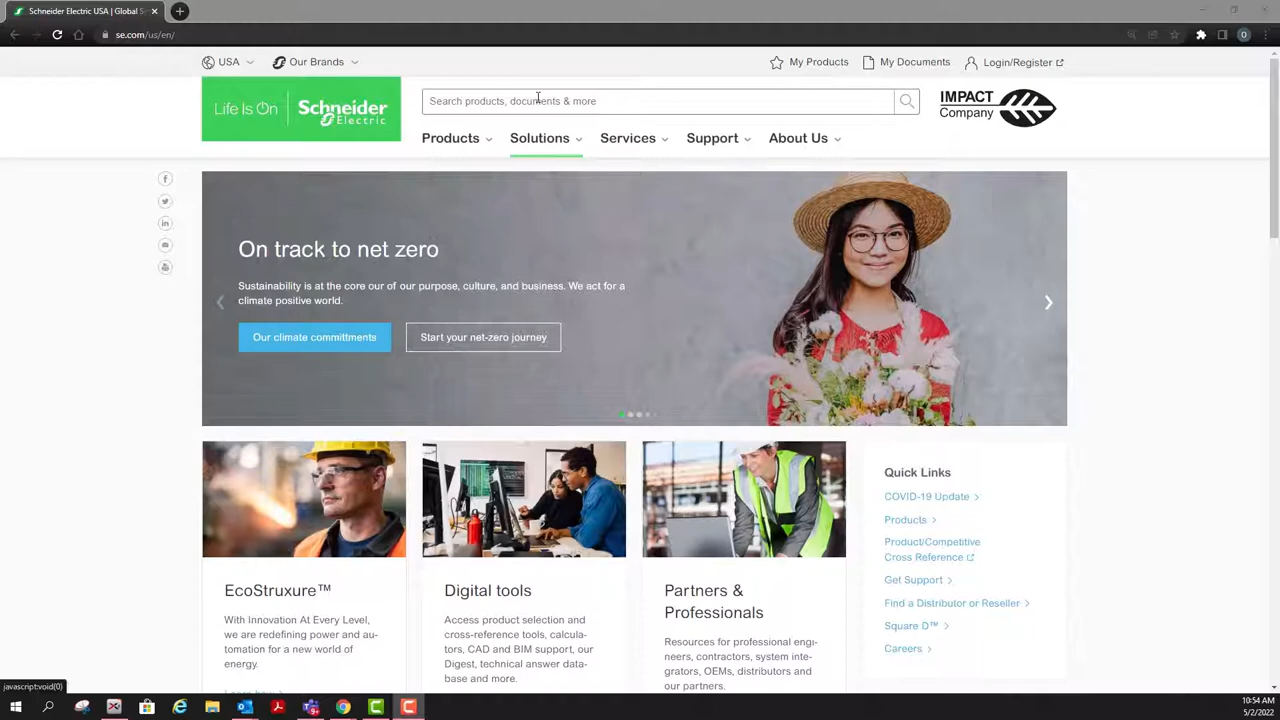 Schneider Electric USA | Global S
se.com/us/en/
USA
Our Brands
My Products
My Documents
Login/Register
Life Is On | Schneider Electric
Search products, documents & more
IMPACT
Company
Products
Solutions
Services
Support
About Us
On track to net zero
Sustainability is at the core our of our purpose, culture, and business. We act for a
climate positive world.
Our climate committments
Start your net-zero journey
EcoStruxure™
With Innovation At Every Level,
we are redefining power and au-
tomation for a new world of
energy.
Learn how
Digital tools
Access product selection and
cross-reference tools, calcula-
tors, CAD and BIM support, our
Digest, technical answer data-
base and more.
Partners &
Professionals
Resources for professional engi-
neers, contractors, system inte-
grators, OEMs, distributors and
our partners.
Quick Links
COVID-19 Update
Products
Product/Competitive
Cross Reference
Get Support
Find a Distributor or Reseller
Square D™
Careers
javascript:void(0)
10:54 AM
5/2/2022